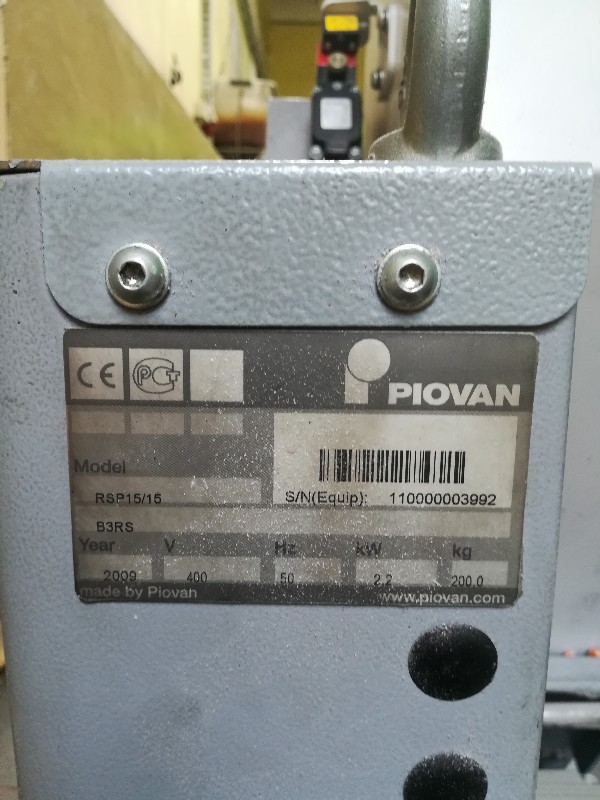 CE PCT
PIOVAN
Model
RSP15/15
S/N(Equip): 110000003992
B3RS
Year V Hz kW kg
2009 400 50 2.2 200.0
made by Piovan www.piovan.com